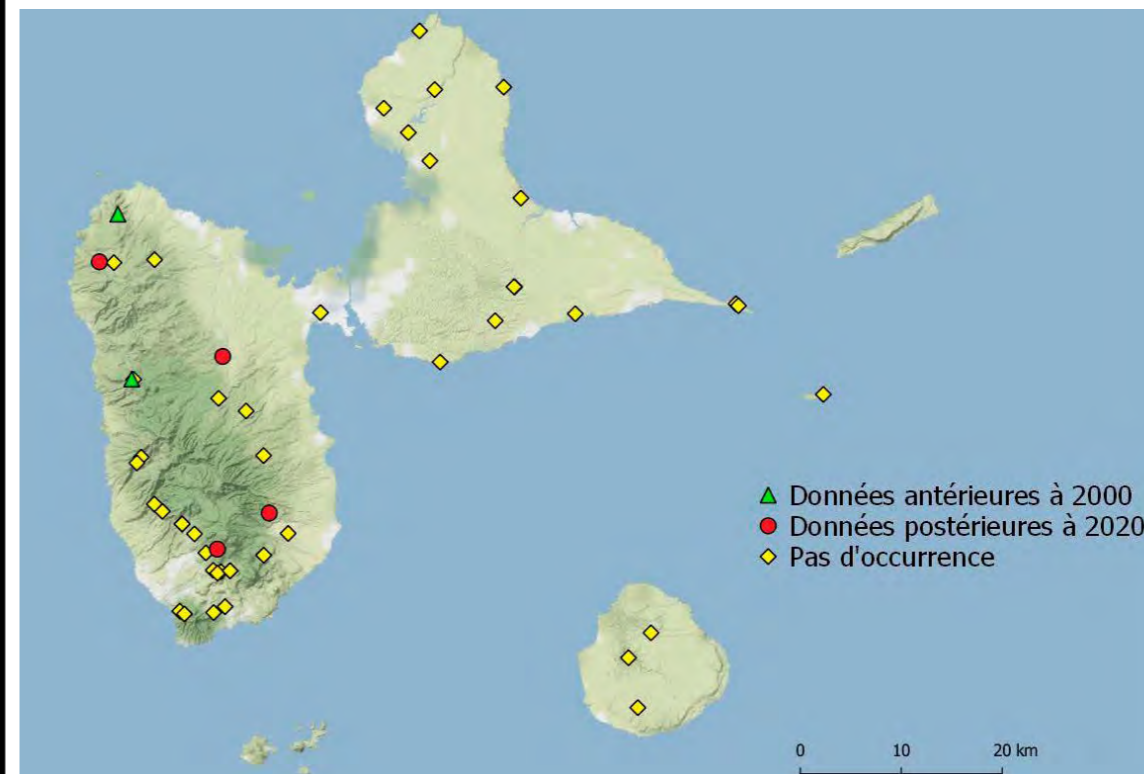 Données antérieures à 2000
Données postérieures à 2020
Pas d'occurrence
0 10 20 km